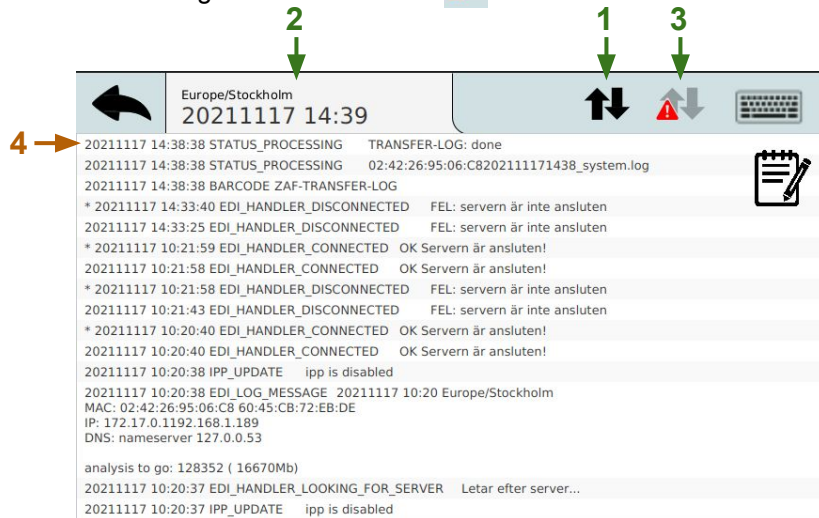 2
1
3
Europe/Stockholm
20211117 14:39
4
20211117 14:38:38 STATUS_PROCESSING TRANSFER-LOG: done
20211117 14:38:38 STATUS_PROCESSING 02:42:26:95:06:C8202111171438_system.log
20211117 14:38:38 BARCODE ZAF-TRANSFER-LOG
* 20211117 14:33:40 EDI_HANDLER_DISCONNECTED FEL: servern är inte ansluten
20211117 14:33:25 EDI_HANDLER_DISCONNECTED FEL: servern är inte ansluten
* 20211117 10:21:59 EDI_HANDLER_CONNECTED OK Servern är ansluten!
20211117 10:21:58 EDI_HANDLER_CONNECTED OK Servern är ansluten!
* 20211117 10:21:58 EDI_HANDLER_DISCONNECTED FEL: servern är inte ansluten
20211117 10:21:43 EDI_HANDLER_DISCONNECTED FEL: servern är inte ansluten
* 20211117 10:20:40 EDI_HANDLER_CONNECTED OK Servern är ansluten!
20211117 10:20:40 EDI_HANDLER_CONNECTED OK Servern är ansluten!
20211117 10:20:38 IPP_UPDATE ipp is disabled
20211117 10:20:38 EDI_LOG_MESSAGE 20211117 10:20 Europe/Stockholm
MAC: 02:42:26:95:06:C8 60:45:CB:72:EB:DE
IP: 172.17.0.1192.168.1.189
DNS: nameserver 127.0.0.53
analysis to go: 128352 ( 16670Mb)
20211117 10:20:37 EDI_HANDLER_LOOKING_FOR_SERVER Letar efter server...
20211117 10:20:37 IPP_UPDATE ipp is disabled